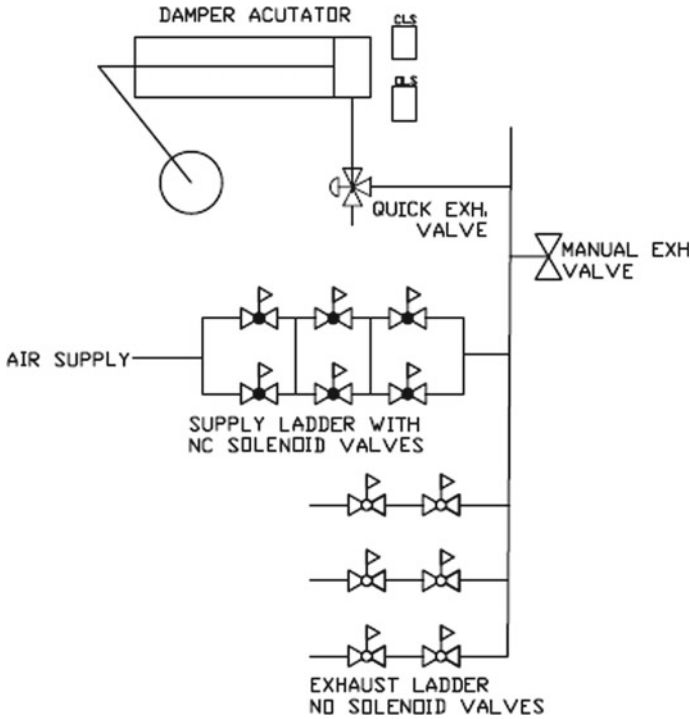 DAMPER ACUTATOR
CLS
OLS
QUICK EXH.
VALVE
MANUAL EXH
VALVE
AIR SUPPLY
SUPPLY LADDER WITH
NC SOLENOID VALVES
EXHAUST LADDER
NO SOLENOID VALVES